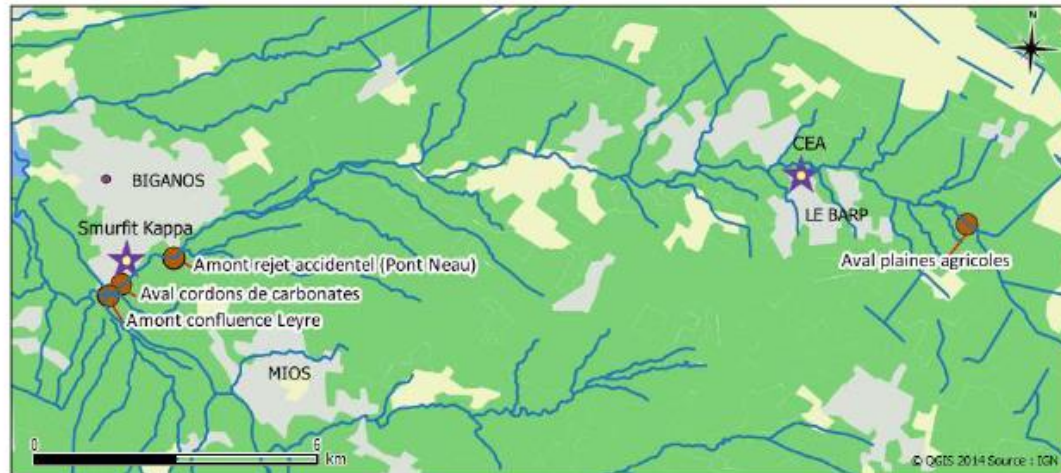 N
CEA
BIGANOS
LE BARP
Smurfit Kappa
Aval plaines agricoles
Amont rejet accidentel (Pont Neau)
Aval cordons de carbonates
Amont confluence Leyre
MIOS
0 6
km
© QGIS 2014 Source : IGN